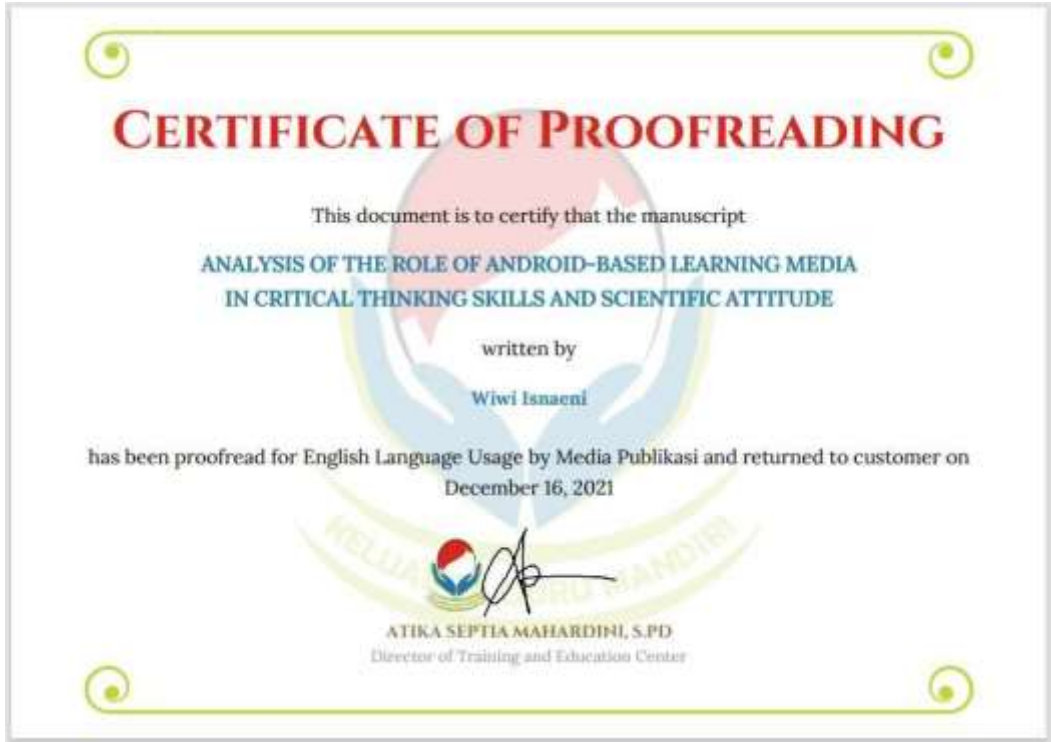 CERTIFICATE OF PROOFREADING
This document is to certify that the manuscript
ANALYSIS OF THE ROLE OF ANDROID-BASED LEARNING MEDIA
IN CRITICAL THINKING SKILLS AND SCIENTIFIC ATTITUDE
written by
Wiwi Isnaeni
has been proofread for English Language Usage by Media Publikasi and returned to customer on
December 16, 2021
MANDIRI
ATIKA SEPTIA MAHARDINI, S.PD
Director of Training and Education Center